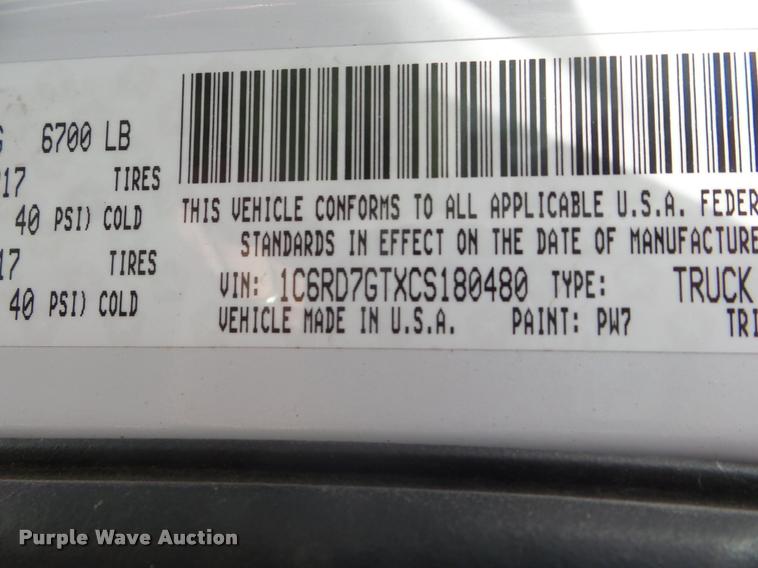 6700 LB
17 TIRES
40 PSI) COLD
17 TIRES
40 PSI) COLD
THIS VEHICLE CONFORMS TO ALL APPLICABLE U.S.A. FEDER
STANDARDS IN EFFECT ON THE DATE OF MANUFACTURE
VIN: 1C6RD7GTXCS180480 TYPE: TRUCK
VEHICLE MADE IN U.S.A. PAINT: PW7 TRI
Purple Wave Auction